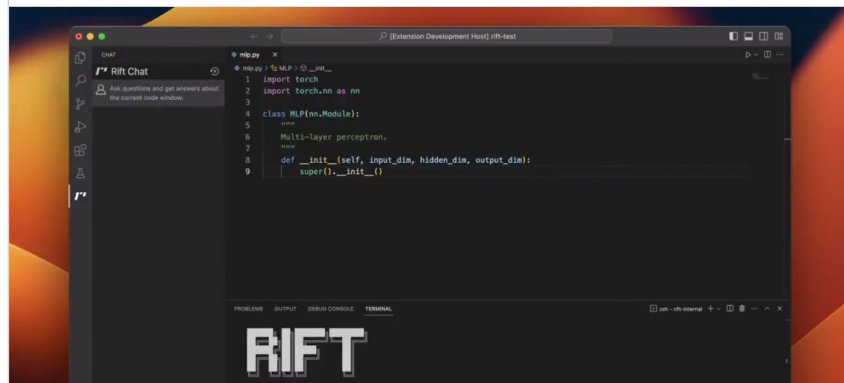 [Extension Development Host] rift-test
CHAT
Rift Chat
Ask questions and get answers about
the current code window.
mlp.py
mlp.py > MLP > __init__
1 import torch
2 import torch.nn as nn
3
4 class MLP(nn.Module):
5 """
6 Multi-layer perceptron.
7 """
8 def __init__(self, input_dim, hidden_dim, output_dim):
9 super().__init__()
PROBLEMS OUTPUT DEBUG CONSOLE TERMINAL
zsh - rift-internal
RIFT